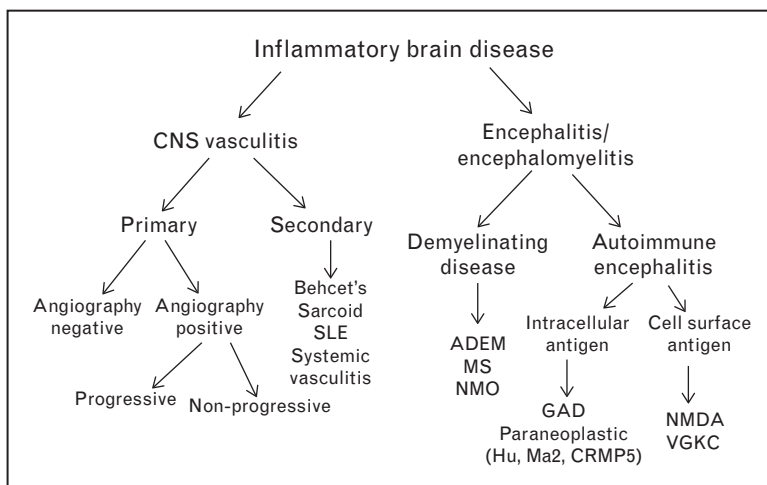 Inflammatory brain disease
CNS vasculitis
Encephalitis/
encephalomyelitis
Primary
Secondary
Demyelinating
disease
Autoimmune
encephalitis
Angiography
negative
Angiography
positive
Behcet's
Sarcoid
SLE
Systemic
vasculitis
ADEM
MS
NMO
Intracellular
antigen
Cell surface
antigen
Progressive
Non-progressive
GAD
Paraneoplastic
(Hu, Ma2, CRMP5)
NMDA
VGKC